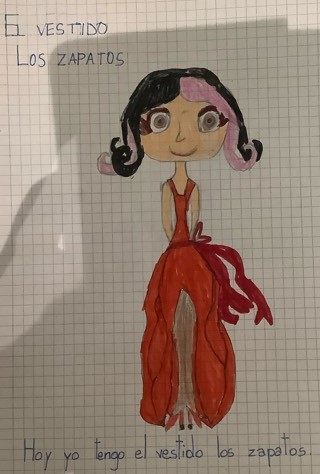 El VESTIDO
LOS ZAPATOS
Hoy yo tengo el vestido los zapatos.